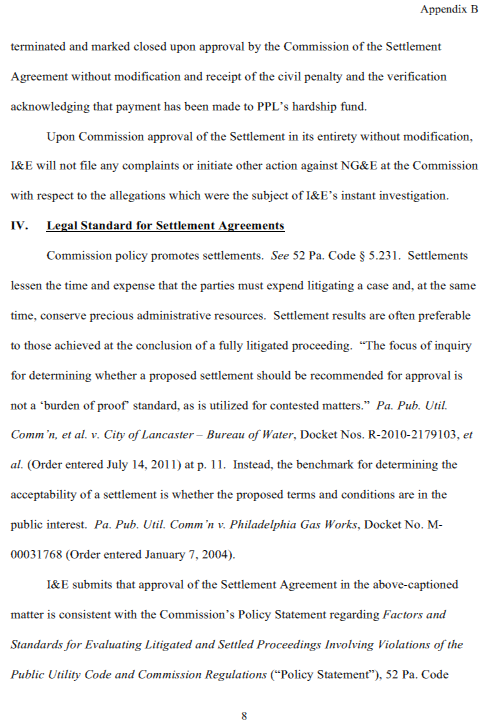 Appendix B
terminated and marked closed upon approval by the Commission of the Settlement
Agreement without modification and receipt of the civil penalty and the verification
acknowledging that payment has been made to PPL's hardship fund.
Upon Commission approval of the Settlement in its entirety without modification,
I&E will not file any complaints or initiate other action against NG&E at the Commission
with respect to the allegations which were the subject of I&E's instant investigation.
IV. Legal Standard for Settlement Agreements
Commission policy promotes settlements. See 52 Pa. Code § 5.231. Settlements
lessen the time and expense that the parties must expend litigating a case and, at the same
time, conserve precious administrative resources. Settlement results are often preferable
to those achieved at the conclusion of a fully litigated proceeding. “The focus of inquiry
for determining whether a proposed settlement should be recommended for approval is
not a ‘burden of proof’ standard, as is utilized for contested matters.” Pa. Pub. Util.
Comm’n, et al. v. City of Lancaster – Bureau of Water, Docket Nos. R-2010-2179103, et
al. (Order entered July 14, 2011) at p. 11. Instead, the benchmark for determining the
acceptability of a settlement is whether the proposed terms and conditions are in the
public interest. Pa. Pub. Util. Comm’n v. Philadelphia Gas Works, Docket No. M-
00031768 (Order entered January 7, 2004).
I&E submits that approval of the Settlement Agreement in the above-captioned
matter is consistent with the Commission’s Policy Statement regarding Factors and
Standards for Evaluating Litigated and Settled Proceedings Involving Violations of the
Public Utility Code and Commission Regulations (“Policy Statement”), 52 Pa. Code
8